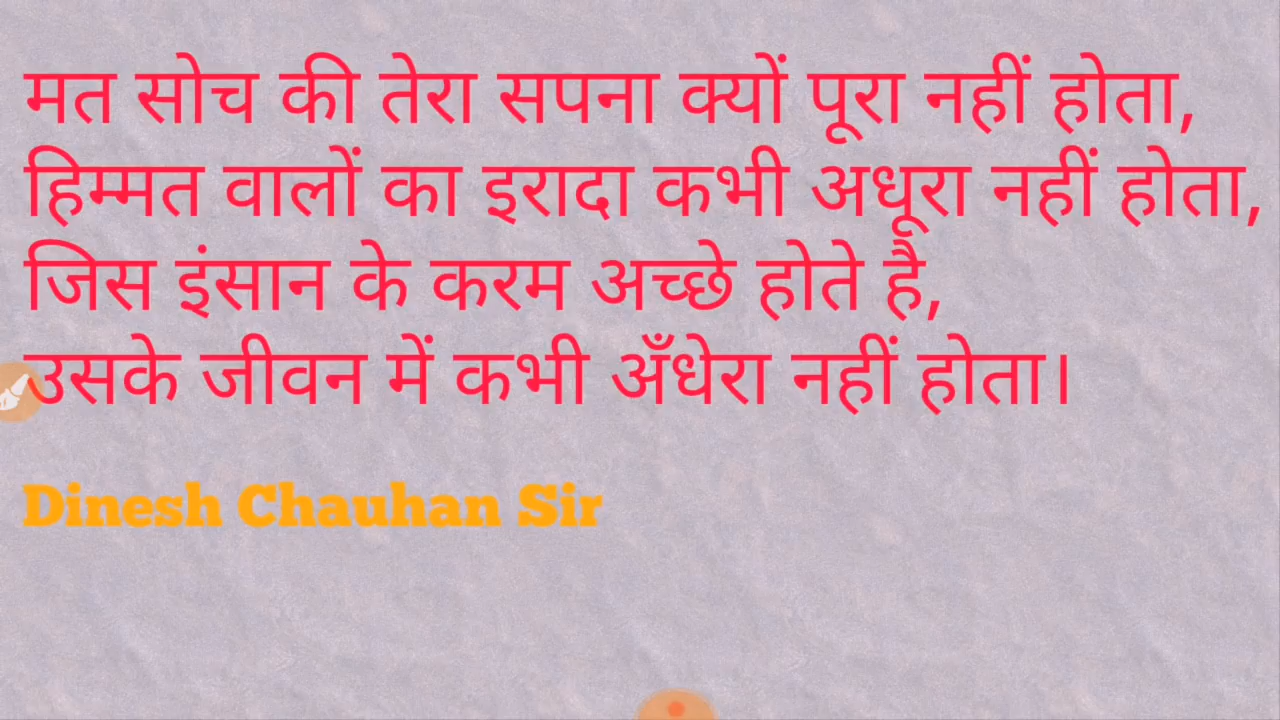 मत सोच की तेरा सपना क्यों पूरा नहीं होता,
हिम्मत वालों का इरादा कभी अधूरा नहीं होता,
जिस इंसान के करम अच्छे होते है,
उसके जीवन में कभी अँधेरा नहीं होता।
Dinesh Chauhan Sir